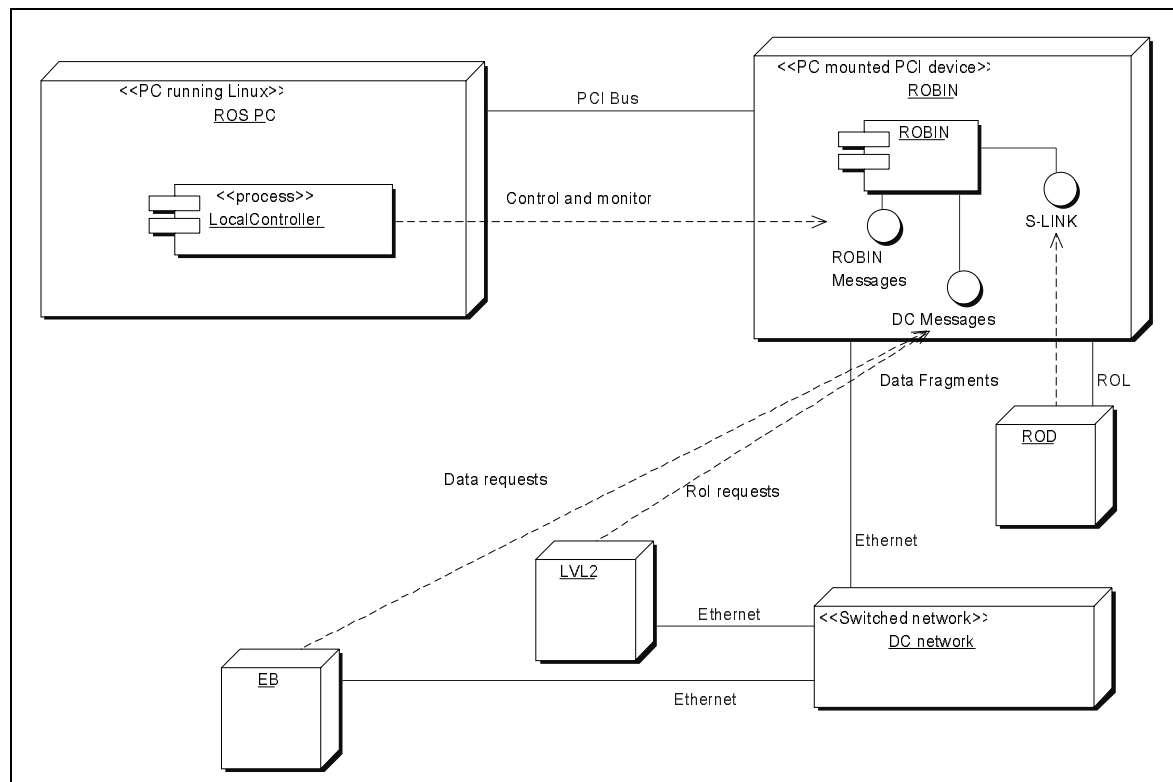 <<PC running Linux>>
ROS PC
<<process>>
LocalController
PCI Bus
Control and monitor
<<PC mounted PCI device>>
ROBIN
ROBIN
S-LINK
ROBIN
Messages
DC Messages
Data Fragments
ROL
ROD
Data requests
RoI requests
Ethernet
LVL2
Ethernet
<<Switched network>>
DC network
EB
Ethernet